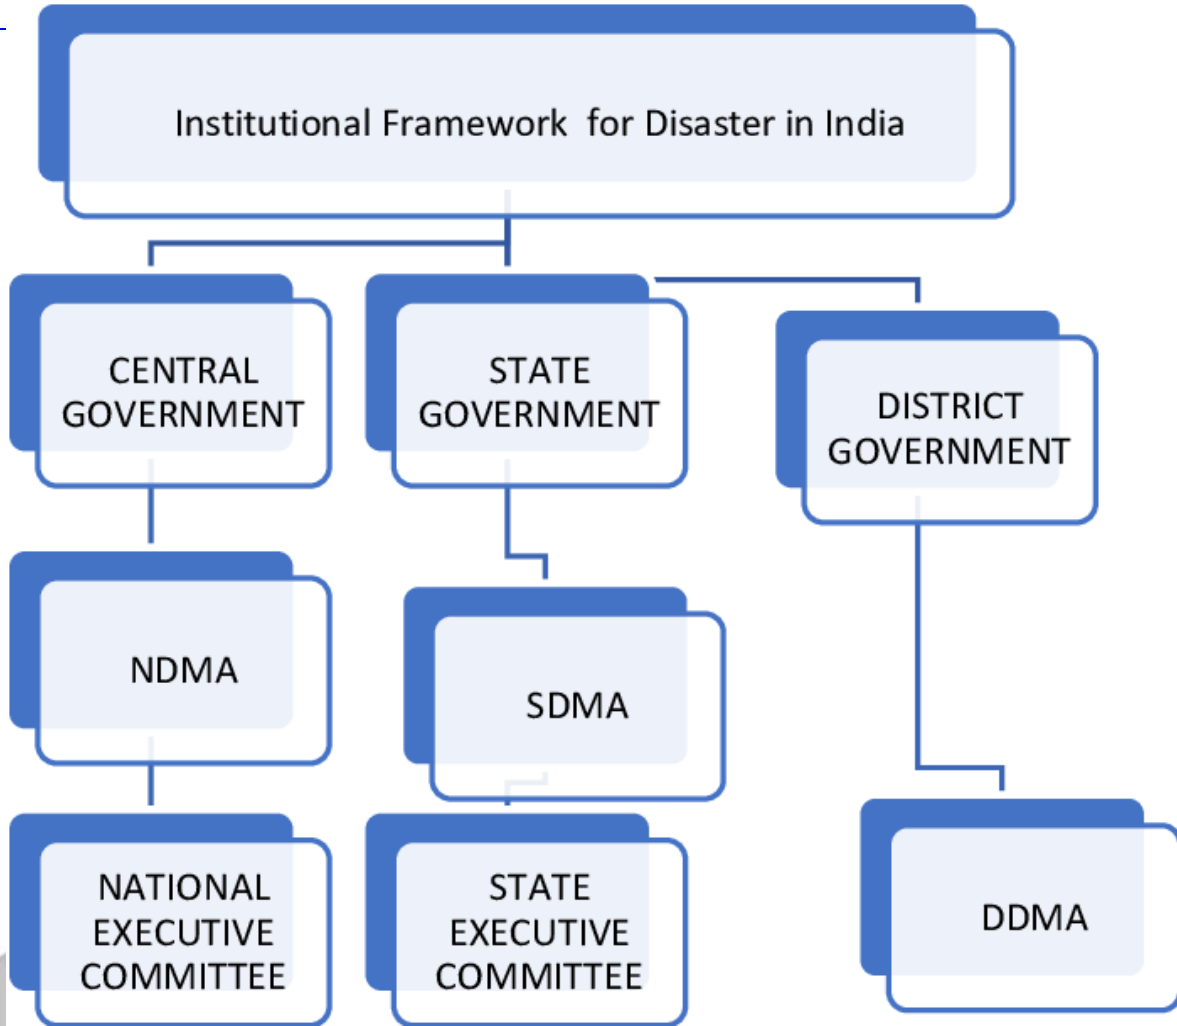 Institutional Framework  for Disaster in India
CENTRAL
GOVERNMENT
STATE
GOVERNMENT
DISTRICT
GOVERNMENT
NDMA
SDMA
NATIONAL
EXECUTIVE
COMMITTEE
STATE
EXECUTIVE
COMMITTEE
DDMA